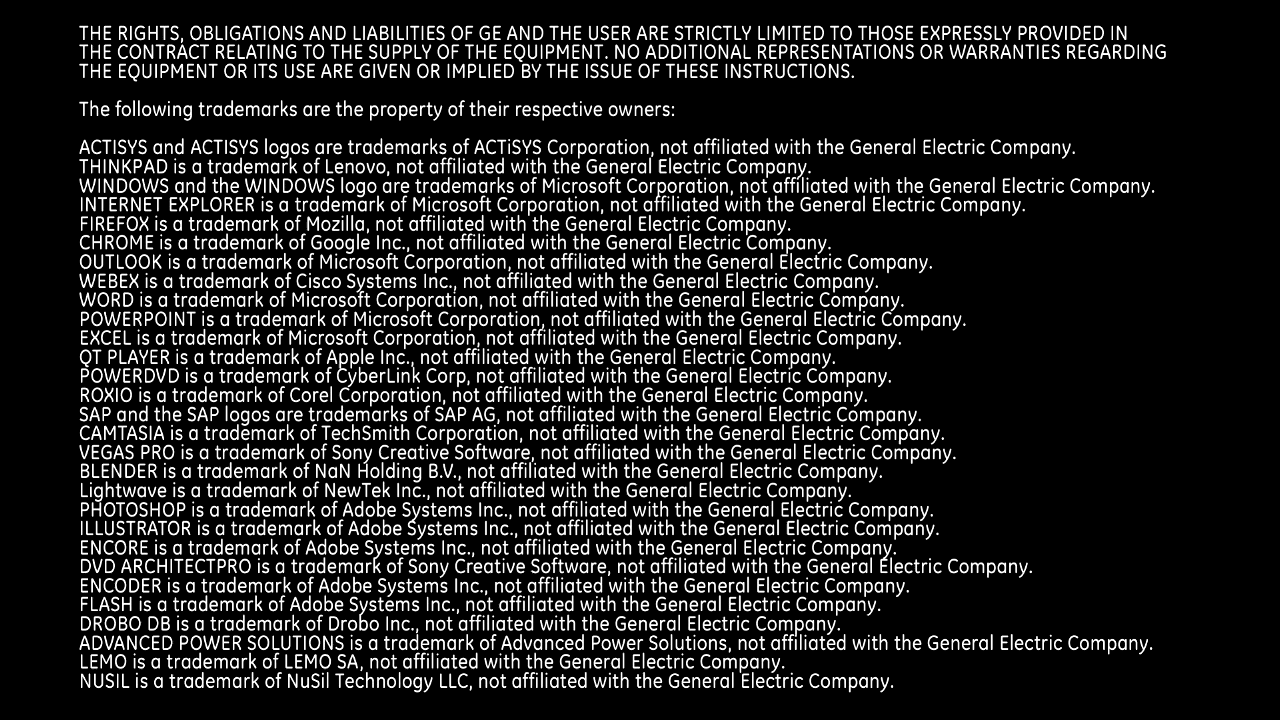 THE RIGHTS, OBLIGATIONS AND LIABILITIES OF GE AND THE USER ARE STRICTLY LIMITED TO THOSE EXPRESSLY PROVIDED IN
THE CONTRACT RELATING TO THE SUPPLY OF THE EQUIPMENT. NO ADDITIONAL REPRESENTATIONS OR WARRANTIES REGARDING
THE EQUIPMENT OR ITS USE ARE GIVEN OR IMPLIED BY THE ISSUE OF THESE INSTRUCTIONS.
The following trademarks are the property of their respective owners:
ACTISYS and ACTISYS logos are trademarks of ACTiSYS Corporation, not affiliated with the General Electric Company.
THINKPAD is a trademark of Lenovo, not affiliated with the General Electric Company.
WINDOWS and the WINDOWS logo are trademarks of Microsoft Corporation, not affiliated with the General Electric Company.
INTERNET EXPLORER is a trademark of Microsoft Corporation, not affiliated with the General Electric Company.
FIREFOX is a trademark of Mozilla, not affiliated with the General Electric Company.
CHROME is a trademark of Google Inc., not affiliated with the General Electric Company.
OUTLOOK is a trademark of Microsoft Corporation, not affiliated with the General Electric Company.
WEBEX is a trademark of Cisco Systems Inc., not affiliated with the General Electric Company.
WORD is a trademark of Microsoft Corporation, not affiliated with the General Electric Company.
POWERPOINT is a trademark of Microsoft Corporation, not affiliated with the General Electric Company.
EXCEL is a trademark of Microsoft Corporation, not affiliated with the General Electric Company.
QT PLAYER is a trademark of Apple Inc., not affiliated with the General Electric Company.
POWERDVD is a trademark of CyberLink Corp, not affiliated with the General Electric Company.
ROXIO is a trademark of Corel Corporation, not affiliated with the General Electric Company.
SAP and the SAP logos are trademarks of SAP AG, not affiliated with the General Electric Company.
CAMTASIA is a trademark of TechSmith Corporation, not affiliated with the General Electric Company.
VEGAS PRO is a trademark of Sony Creative Software, not affiliated with the General Electric Company.
BLENDER is a trademark of NaN Holding B.V., not affiliated with the General Electric Company.
Lightwave is a trademark of NewTek Inc., not affiliated with the General Electric Company.
PHOTOSHOP is a trademark of Adobe Systems Inc., not affiliated with the General Electric Company.
ILLUSTRATOR is a trademark of Adobe Systems Inc., not affiliated with the General Electric Company.
ENCORE is a trademark of Adobe Systems Inc., not affiliated with the General Electric Company.
DVD ARCHITECTPRO is a trademark of Sony Creative Software, not affiliated with the General Electric Company.
ENCODER is a trademark of Adobe Systems Inc., not affiliated with the General Electric Company.
FLASH is a trademark of Adobe Systems Inc., not affiliated with the General Electric Company.
DROBO DB is a trademark of Drobo Inc., not affiliated with the General Electric Company.
ADVANCED POWER SOLUTIONS is a trademark of Advanced Power Solutions, not affiliated with the General Electric Company.
LEMO is a trademark of LEMO SA, not affiliated with the General Electric Company.
NUSIL is a trademark of NuSil Technology LLC, not affiliated with the General Electric Company.